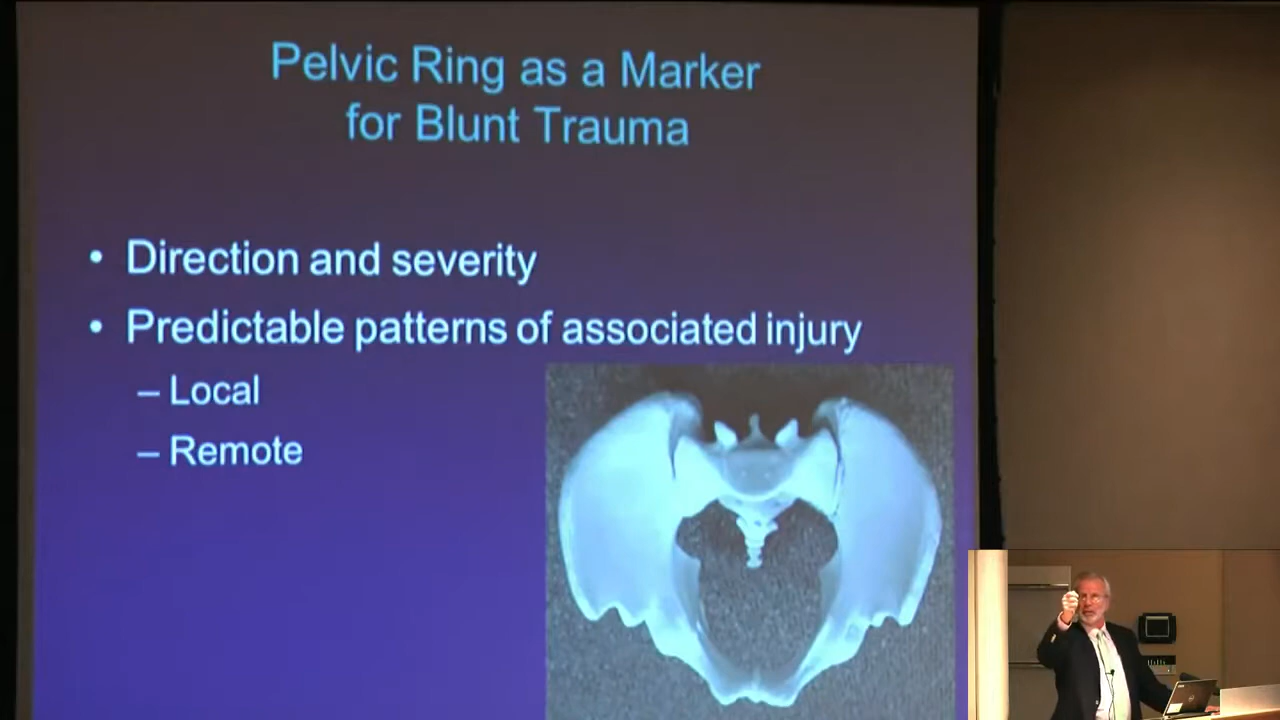 Pelvic Ring as a Marker
for Blunt Trauma
• Direction and severity
• Predictable patterns of associated injury
– Local
– Remote